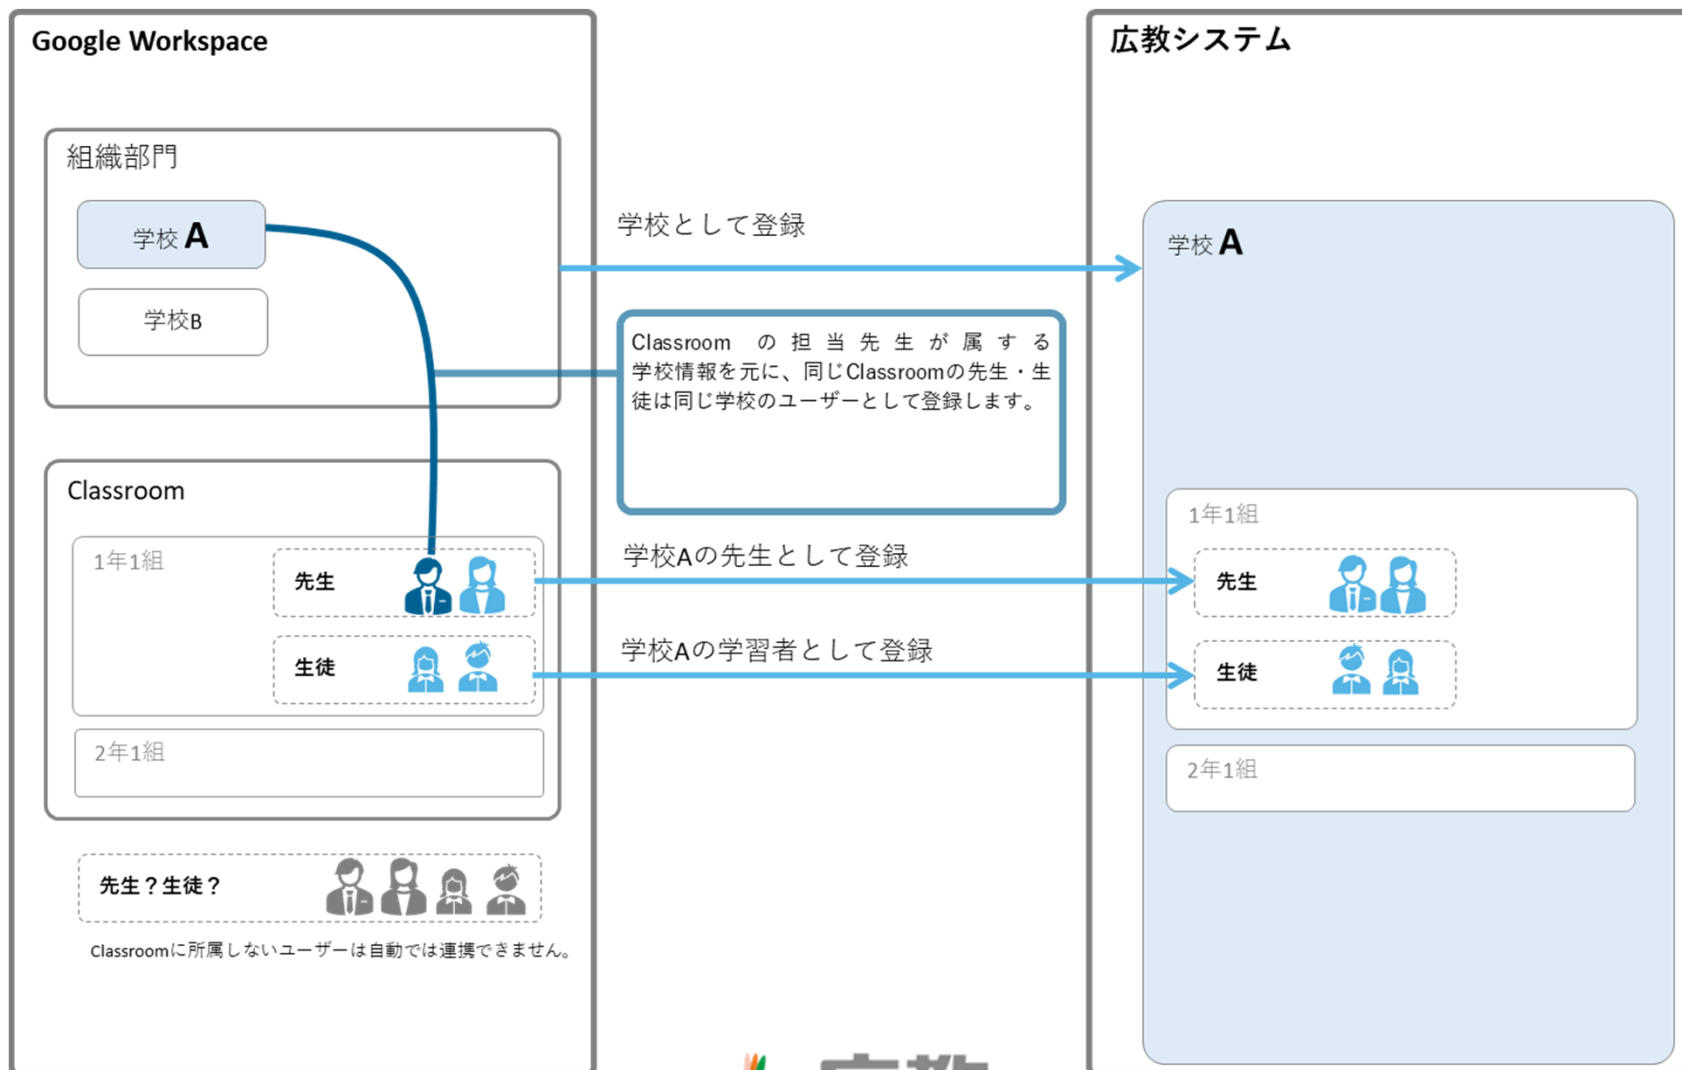 Google Workspace
組織部門
学校 A
学校B
Classroom
1年1組
先生
生徒
2年1組
先生？生徒？
Classroomに所属しないユーザーは自動では連携できません。
学校として登録
Classroom の担当先生が属する
学校情報を元に、同じClassroomの先生・生
徒は同じ学校のユーザーとして登録します。
学校Aの先生として登録
学校Aの学習者として登録
広教システム
学校 A
1年1組
先生
生徒
2年1組